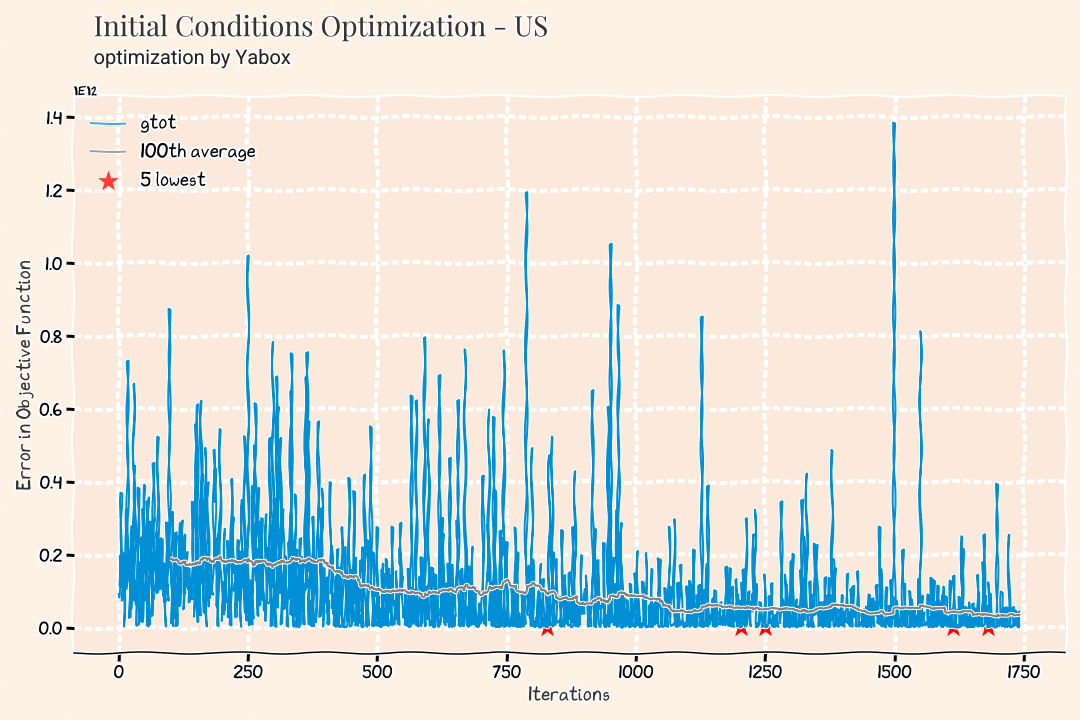 Initial Conditions Optimization - US
optimization by Yabox
1E12
1.4
1.2
1.0
0.8
0.6
0.4
0.2
0.0
gtot
100th average
5 lowest
Error in Objective Function
0 250 500 750 1000 1250 1500 1750
Iterations